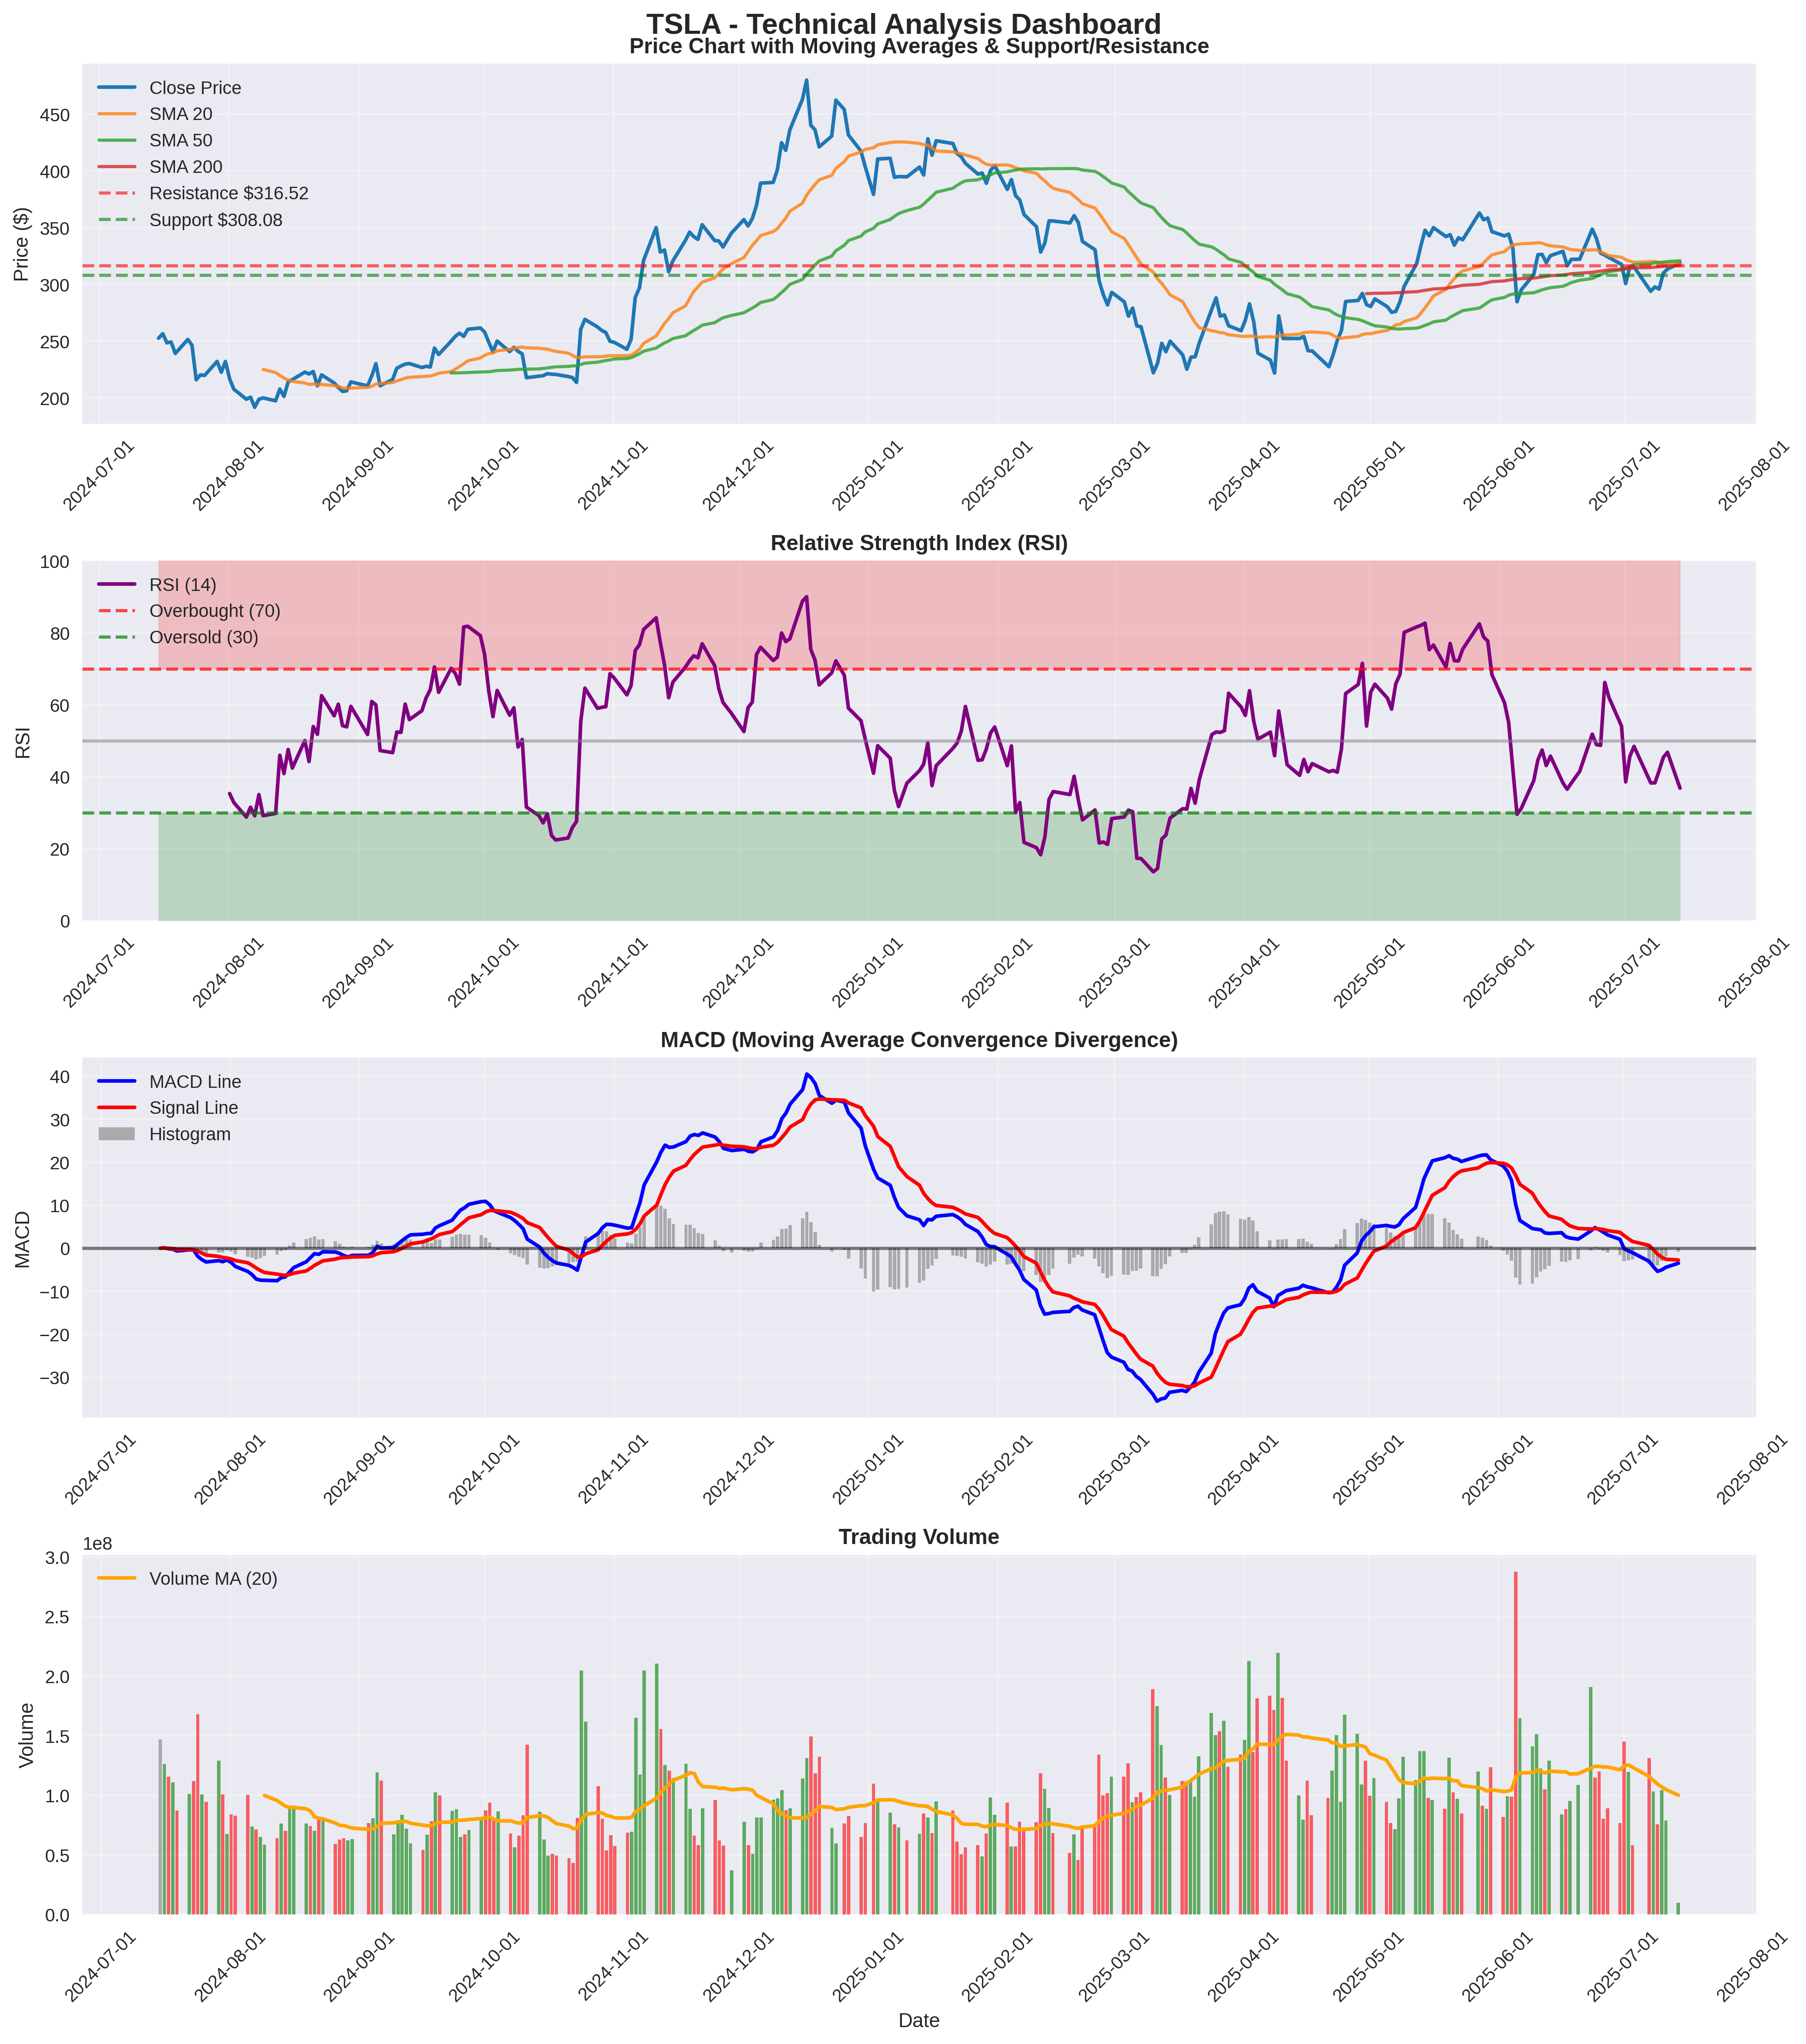 TSLA - Technical Analysis Dashboard
Price Chart with Moving Averages & Support/Resistance
Close Price
SMA 20
SMA 50
SMA 200
Resistance $316.52
Support $308.08
Price ($)
450
400
350
300
250
200
2024-07-01 2024-08-01 2024-09-01 2024-10-01 2024-11-01 2024-12-01 2025-01-01 2025-02-01 2025-03-01 2025-04-01 2025-05-01 2025-06-01 2025-07-01 2025-08-01
Relative Strength Index (RSI)
RSI (14)
Overbought (70)
Oversold (30)
RSI
100
80
60
40
20
0
2024-07-01 2024-08-01 2024-09-01 2024-10-01 2024-11-01 2024-12-01 2025-01-01 2025-02-01 2025-03-01 2025-04-01 2025-05-01 2025-06-01 2025-07-01 2025-08-01
MACD (Moving Average Convergence Divergence)
MACD Line
Signal Line
Histogram
MACD
40
30
20
10
0
−10
−20
−30
2024-07-01 2024-08-01 2024-09-01 2024-10-01 2024-11-01 2024-12-01 2025-01-01 2025-02-01 2025-03-01 2025-04-01 2025-05-01 2025-06-01 2025-07-01 2025-08-01
Trading Volume
1e8
Volume MA (20)
Volume
3.0
2.5
2.0
1.5
1.0
0.5
0.0
2024-07-01 2024-08-01 2024-09-01 2024-10-01 2024-11-01 2024-12-01 2025-01-01 2025-02-01 2025-03-01 2025-04-01 2025-05-01 2025-06-01 2025-07-01 2025-08-01
Date